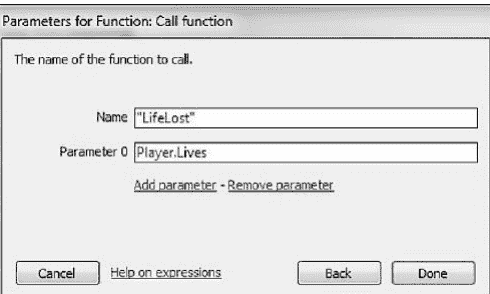 Parameters for Function: Call function
The name of the function to call.
Name "LifeLost"
Parameter 0 Player.Lives
Add parameter - Remove parameter
Cancel Help on expressions Back Done